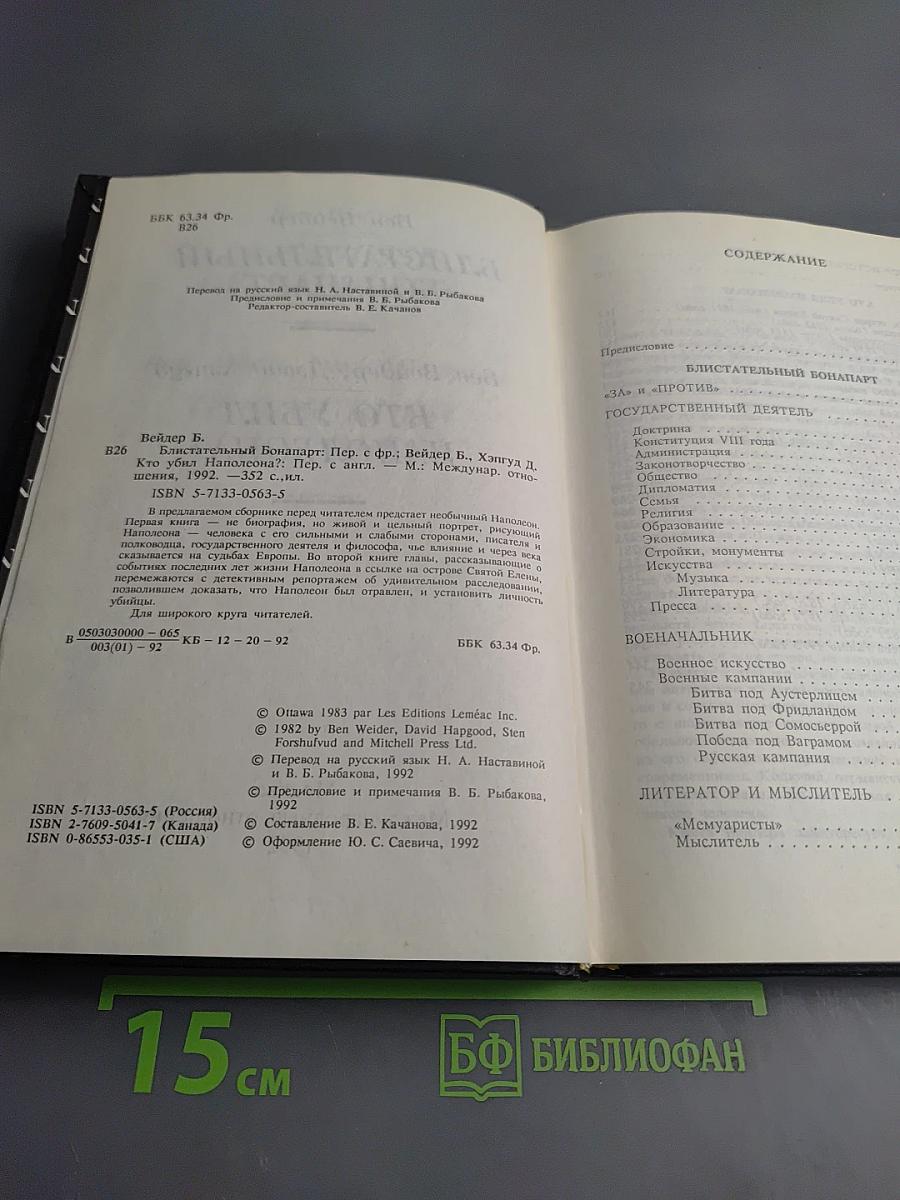 ББК 63.34 Фр.
В26
Перевод на русский язык Н. А. Наставиной и В. Б. Рыбакова
Предисловие и примечания В. Б. Рыбакова
Редактор-составитель В. Е. Качанов
Вейдер Б.
В26 Блистательный Бонапарт: Пер. с фр.; Вейдер Б., Хэпгуд Д.
Кто убил Наполеона?: Пер. с англ. — М.: Междунар. отно-
шения, 1992. —352 с.,ил.
ISBN 5-7133-0563-5
В предлагаемом сборнике перед читателем предстает необычный Наполеон.
Первая книга — не биография, но живой и цельный портрет, рисующий
Наполеона — человека с его сильными и слабыми сторонами, писателя и
полководца, государственного деятеля и философа, чье влияние и через века
сказывается на судьбах Европы. Во второй книге главы, рассказывающие о
событиях последних лет жизни Наполеона в ссылке на острове Святой Елены,
перемежаются с детективным репортажем об удивительном расследовании,
позволившем доказать, что Наполеон был отравлен, и установить личность
убийцы.
Для широкого круга читателей.
В 0503030000 – 065
003(01) – 92 КБ – 12 – 20 – 92
ББК 63.34 Фр.
© Ottawa 1983 par Les Editions Leméac Inc.
© 1982 by Ben Weider, David Hapgood, Sten
Forshufvud and Mitchell Press Ltd.
© Перевод на русский язык Н. А. Наставиной
и В. Б. Рыбакова, 1992
© Предисловие и примечания В. Б. Рыбакова,
1992
ISBN 5-7133-0563-5 (Россия)
ISBN 2-7609-5041-7 (Канада)
ISBN 0-86553-035-1 (США)
© Составление В. Е. Качанова, 1992
© Оформление Ю. С. Саевича, 1992
СОДЕРЖАНИЕ
Предисловие
БЛИСТАТЕЛЬНЫЙ БОНАПАРТ
«ЗА» и «ПРОТИВ»
ГОСУДАРСТВЕННЫЙ ДЕЯТЕЛЬ
Доктрина
Конституция VIII года
Администрация
Законотворчество
Общество
Дипломатия
Семья
Религия
Образование
Экономика
Стройки, монументы
Искусства
Музыка
Литература
Пресса
ВОЕНАЧАЛЬНИК
Военное искусство
Военные кампании
Битва под Аустерлицем
Битва под Фридландом
Битва под Сомосьеррой
Победа под Ваграмом
Русская кампания
ЛИТЕРАТОР И МЫСЛИТЕЛЬ
«Мемуаристы»
Мыслитель
15 см
БФ БИБЛИОФАН